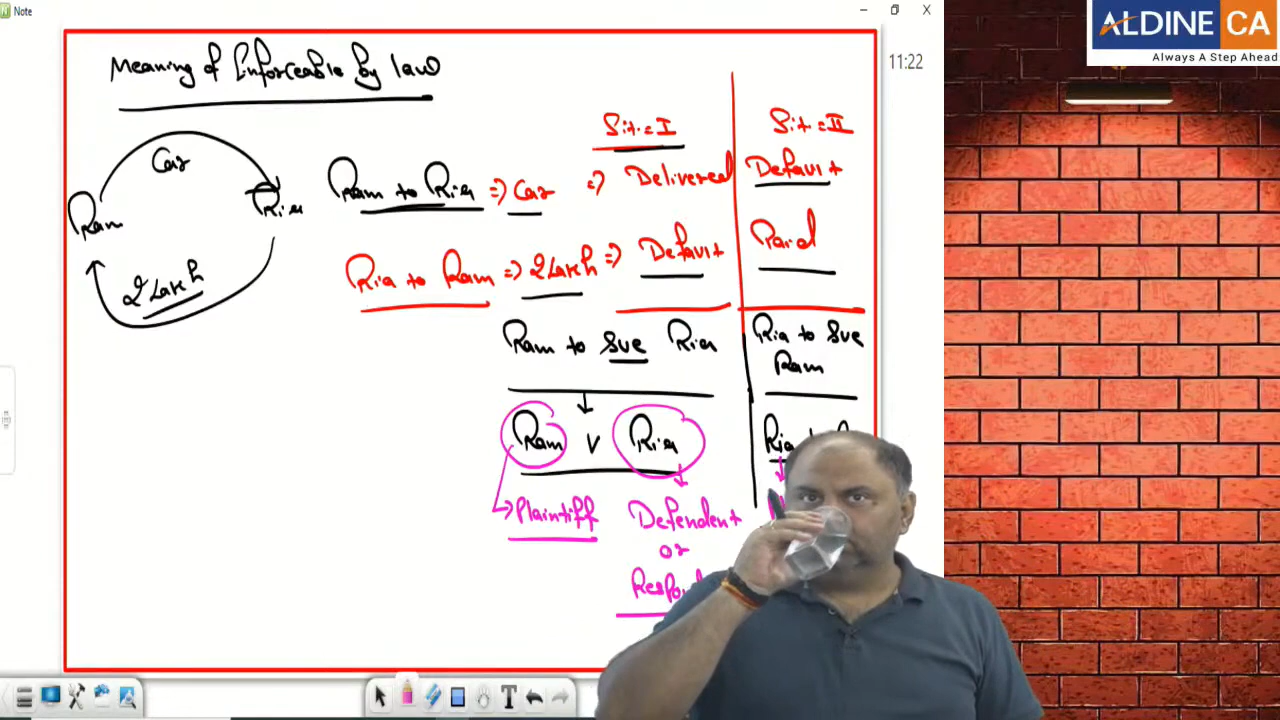 Note
ALDINE CA
Always A Step Ahead
11:22
Meaning of Enforceable by law
Sit = I
Sit = II
Car
Ram
Ria
2 Lakh
Ram to Ria => Car => Delivered
Default
Ria to Ram => 2 Lakh => Default
Paid
Ram to Sue Ria
Ria to Sue
Ram
Ram V Ria
Ria
Plaintiff
Defendent
or